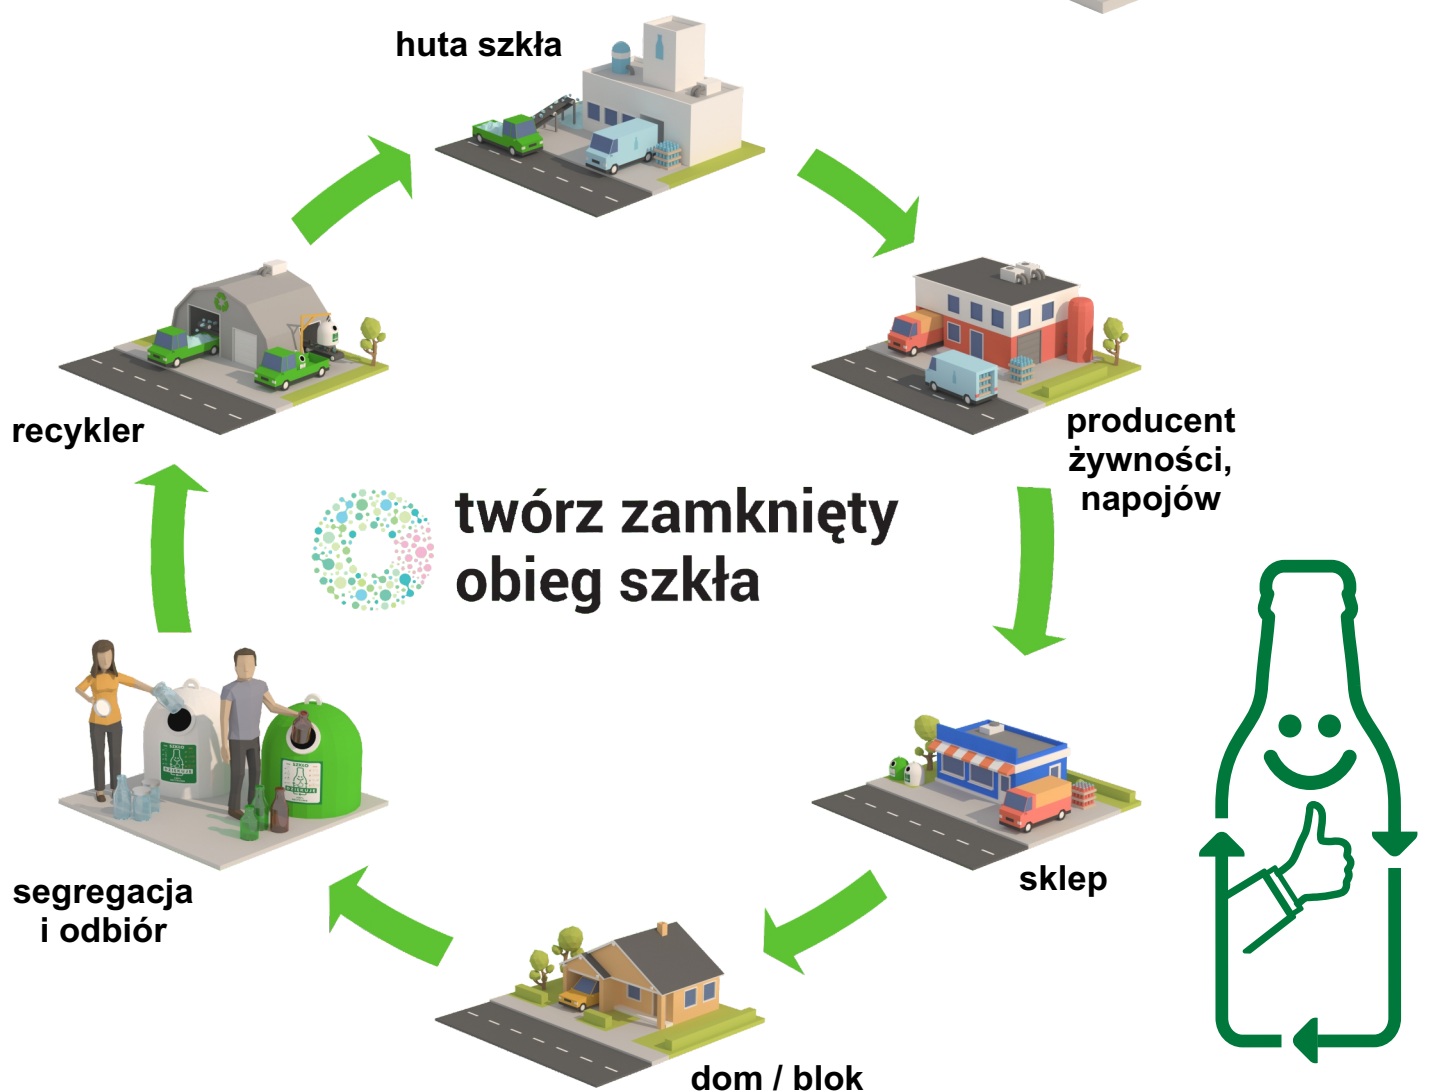 huta szkła
recykler
producent
żywności,
napojów
twórz zamknięty
obieg szkła
sklep
segregacja
i odbiór
dom / blok